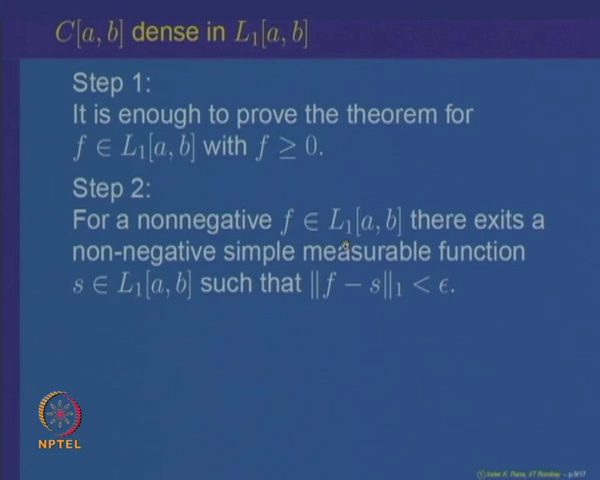 C[a, b] dense in L₁[a, b]
Step 1:
It is enough to prove the theorem for
f ∈ L₁[a, b] with f ≥ 0.
Step 2:
For a nonnegative f ∈ L₁[a, b] there exits a
non-negative simple measurable function
s ∈ L₁[a, b] such that ‖f − s‖₁ < ϵ.
NPTEL